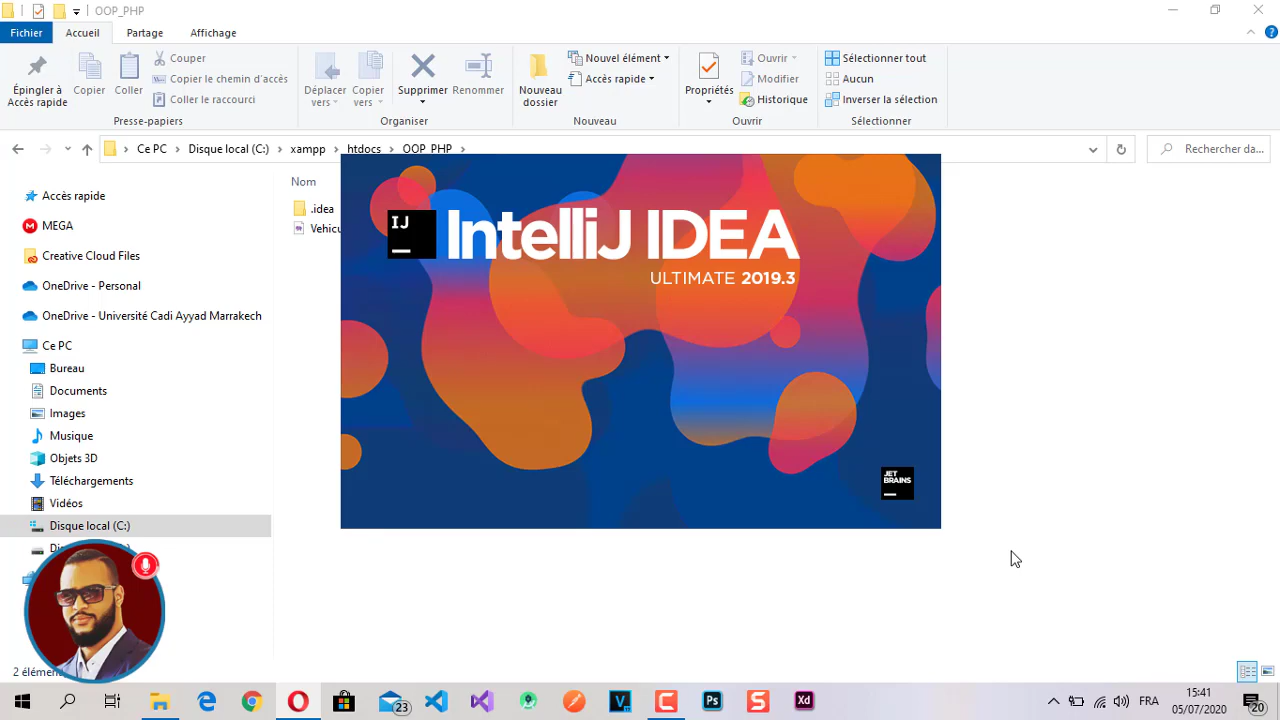 OOP_PHP
Fichier
Accueil
Partage
Affichage
Épingler à
Accès rapide
Copier
Coller
Couper
Copier le chemin d'accès
Coller le raccourci
Presse-papiers
Déplacer
vers
Copier
vers
Supprimer
Renommer
Organiser
Nouveau
dossier
Nouvel élément
Accès rapide
Nouveau
Propriétés
Ouvrir
Modifier
Historique
Ouvrir
Sélectionner tout
Aucun
Inverser la sélection
Sélectionner
Ce PC
Disque local (C:)
xampp
htdocs
OOP_PHP
Rechercher da...
Nom
.idea
Vehicu
Accès rapide
MEGA
Creative Cloud Files
OneDrive - Personal
OneDrive - Université Cadi Ayyad Marrakech
Ce PC
Bureau
Documents
Images
Musique
Objets 3D
Téléchargements
Vidéos
Disque local (C:)
IJ
IntelliJ IDEA
ULTIMATE 2019.3
JET
BRAINS
2 éléme
23
V
Ps
S
Xd
FRA
15:41
05/07/2020
20